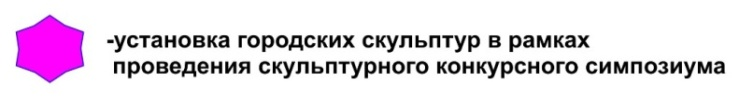 -установка городских скульптур в рамках
проведения скульптурного конкурсного симпозиума